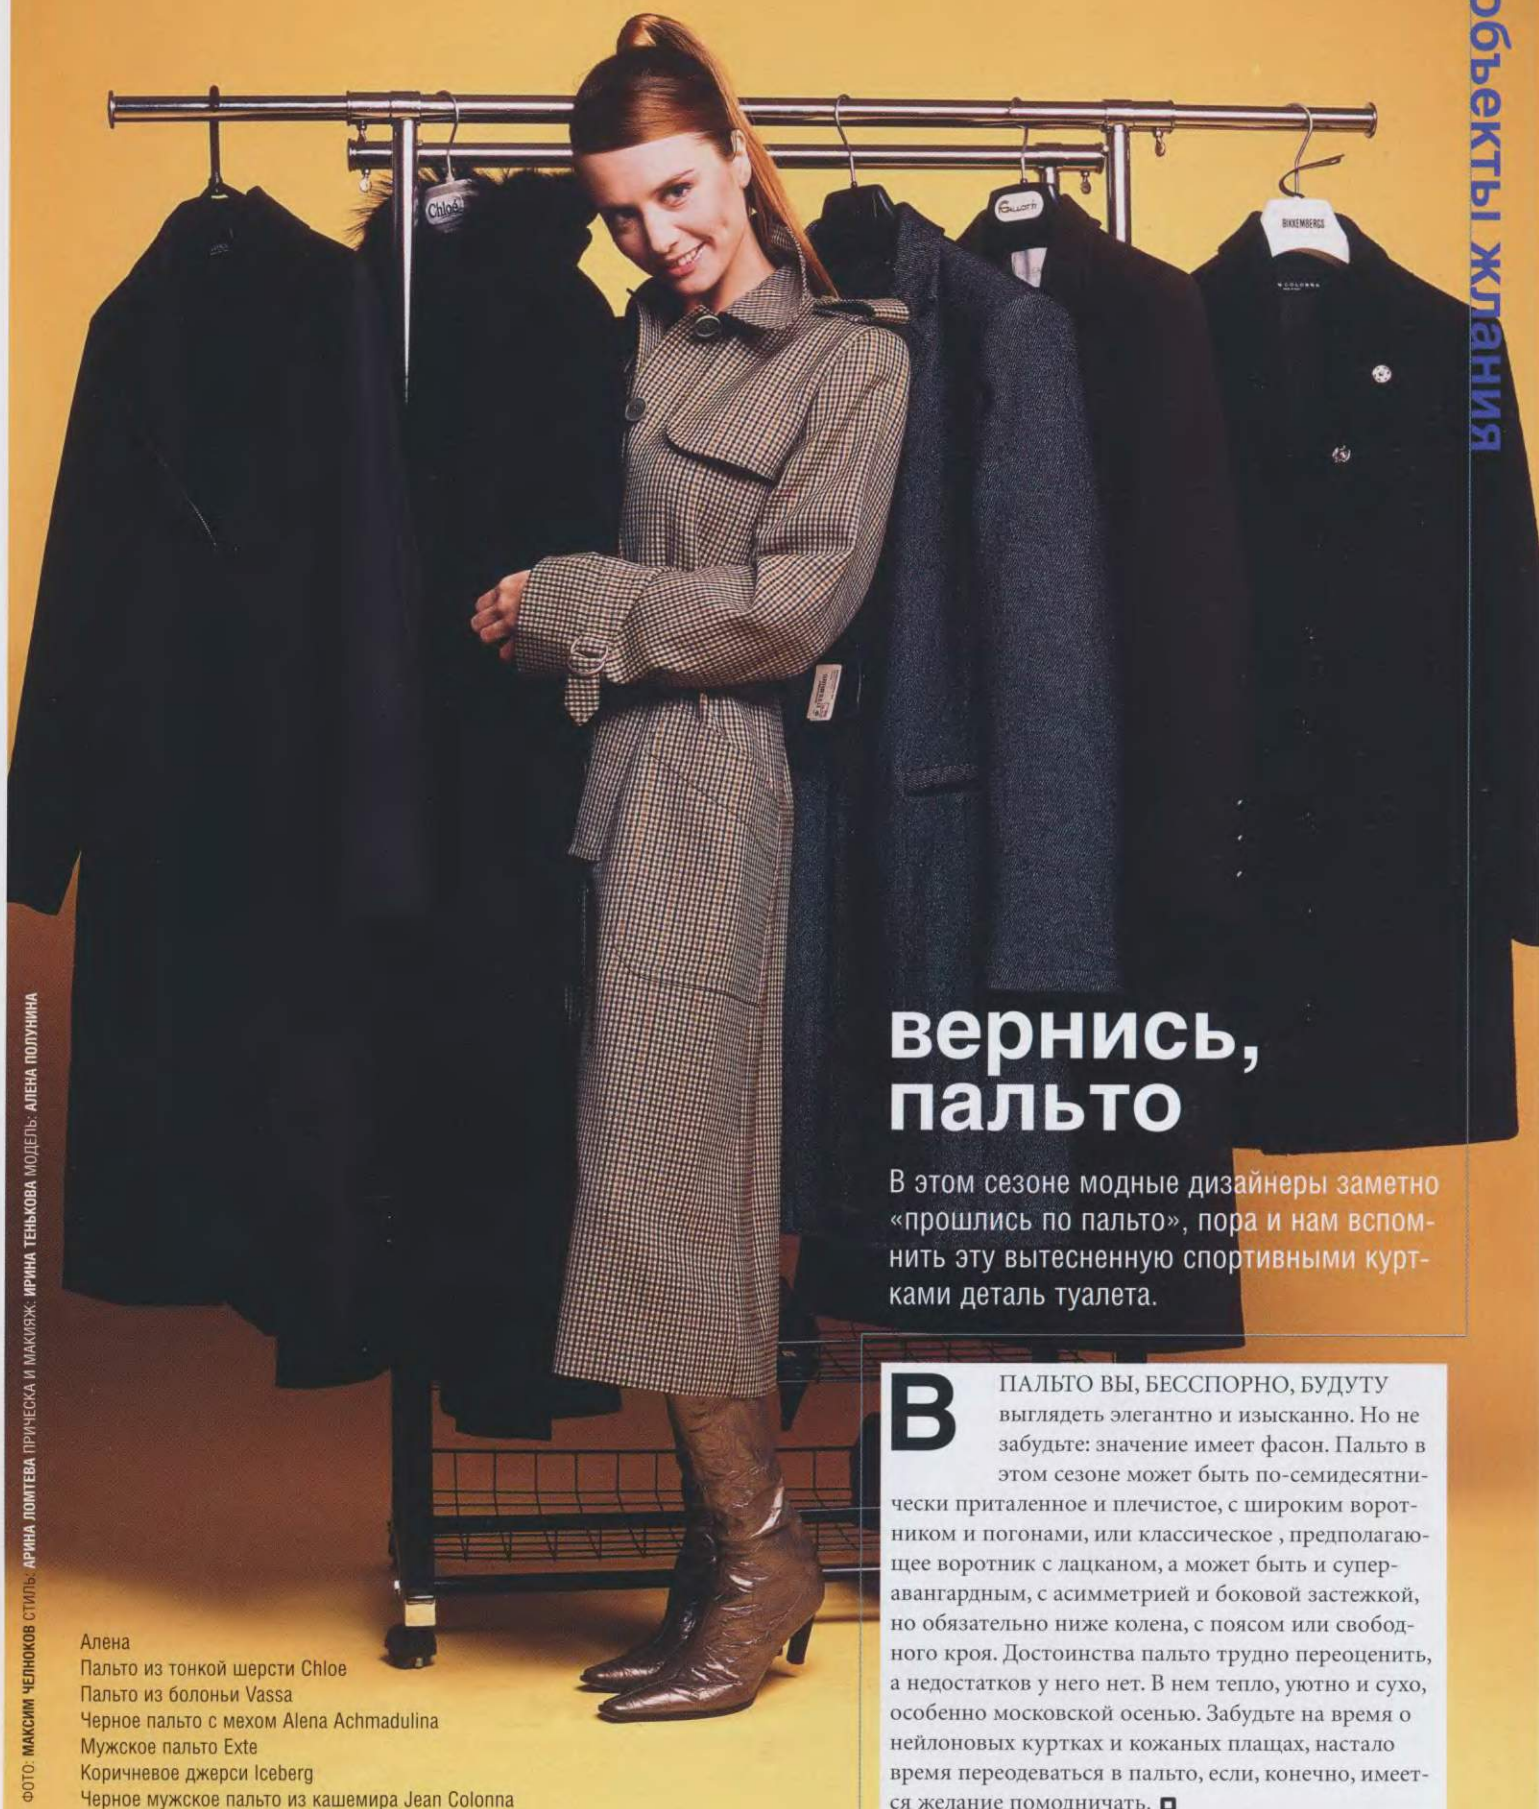 объекты жлания
Chloé
GALLOTTI
BIKKEMBERGS
вернись,
пальто
В этом сезоне модные дизайнеры заметно
«прошлись по пальто», пора и нам вспом-
нить эту вытесненную спортивными курт-
ками деталь туалета.
В ПАЛЬТО ВЫ, БЕССПОРНО, БУДУТУ
выглядеть элегантно и изысканно. Но не
забудьте: значение имеет фасон. Пальто в
этом сезоне может быть по-семидесятни-
чески приталенное и плечистое, с широким ворот-
ником и погонами, или классическое , предполагаю-
щее воротник с лацканом, а может быть и супер-
авангардным, с асимметрией и боковой застежкой,
но обязательно ниже колена, с поясом или свобод-
ного кроя. Достоинства пальто трудно переоценить,
а недостатков у него нет. В нем тепло, уютно и сухо,
особенно московской осенью. Забудьте на время о
нейлоновых куртках и кожаных плащах, настало
время переодеваться в пальто, если, конечно, имеет-
ся желание помодничать.
Алена
Пальто из тонкой шерсти Chloe
Пальто из болоньи Vassa
Черное пальто с мехом Alena Achmadulina
Мужское пальто Exte
Коричневое джерси Iceberg
Черное мужское пальто из кашемира Jean Colonna
ФОТО: МАКСИМ ЧЕЛНОКОВ СТИЛЬ: АРИНА ЛОМТЕВА ПРИЧЕСКА И МАКИЯЖ: ИРИНА ТЕНЬКОВА МОДЕЛЬ: АЛЕНА ПОЛУНИНА